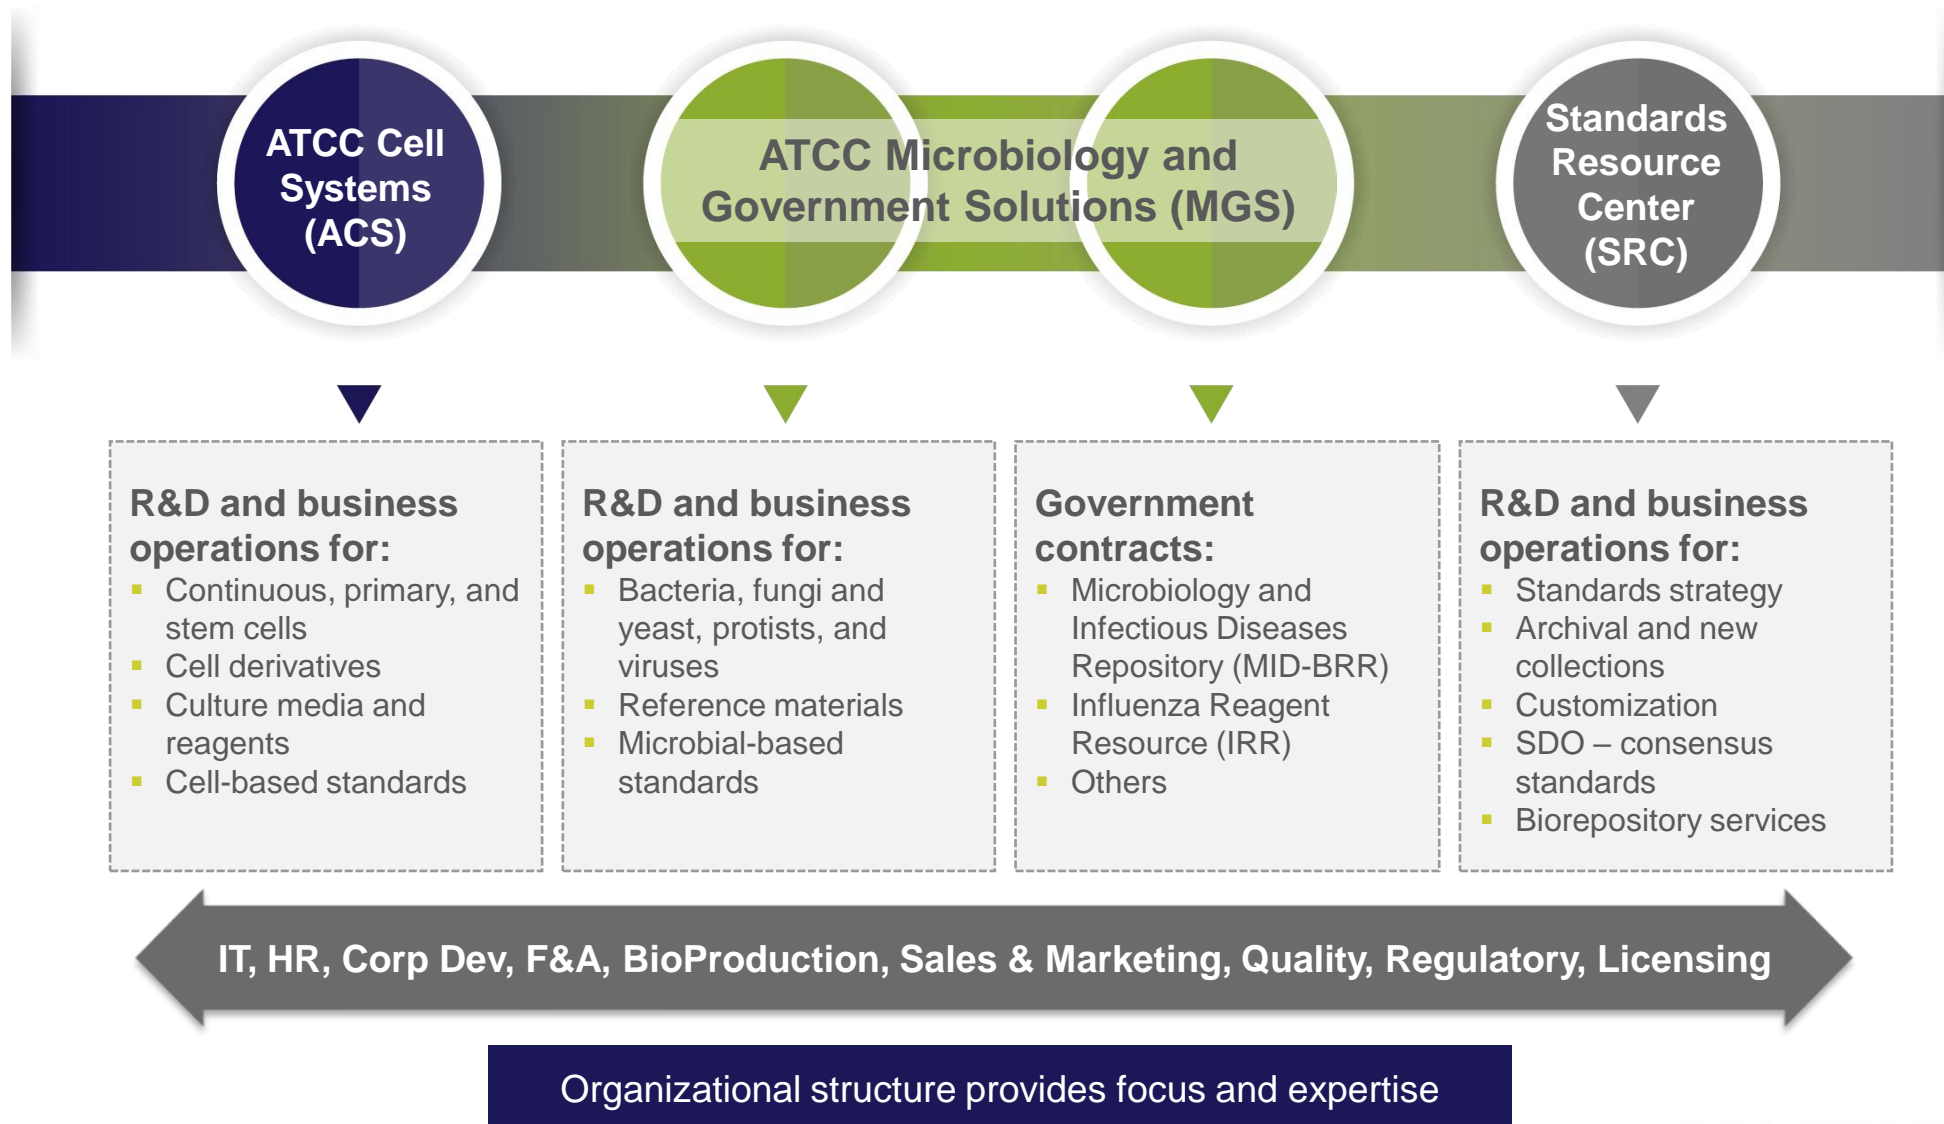 ATCC Cell
Systems
(ACS)
ATCC Microbiology and
Government Solutions (MGS)
Standards
Resource
Center
(SRC)
R&D and business
operations for:
▪ Continuous, primary, and
stem cells
▪ Cell derivatives
▪ Culture media and
reagents
▪ Cell-based standards
R&D and business
operations for:
▪ Bacteria, fungi and
yeast, protists, and
viruses
▪ Reference materials
▪ Microbial-based
standards
Government
contracts:
▪ Microbiology and
Infectious Diseases
Repository (MID-BRR)
▪ Influenza Reagent
Resource (IRR)
▪ Others
R&D and business
operations for:
▪ Standards strategy
▪ Archival and new
collections
▪ Customization
▪ SDO – consensus
standards
▪ Biorepository services
IT, HR, Corp Dev, F&A, BioProduction, Sales & Marketing, Quality, Regulatory, Licensing
Organizational structure provides focus and expertise